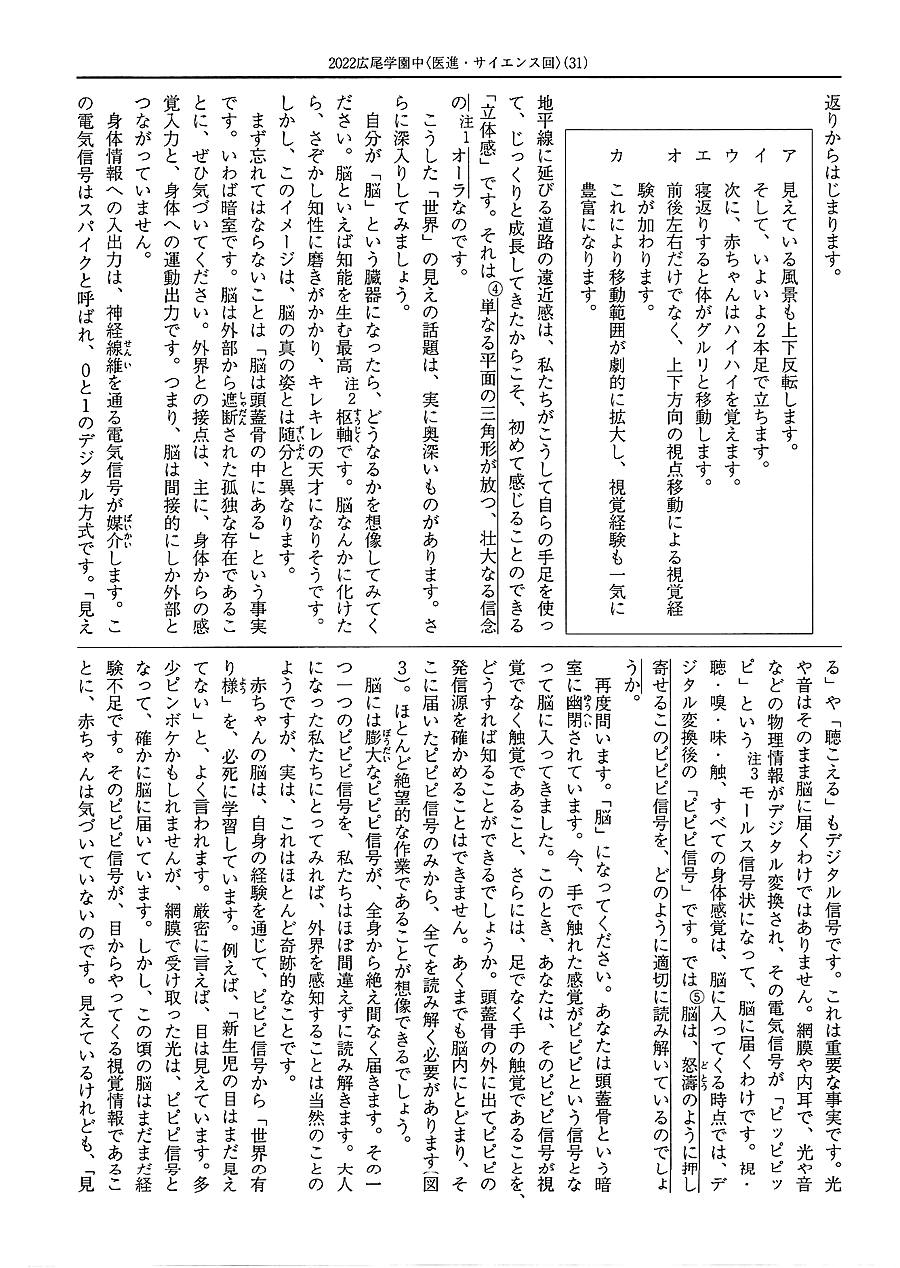 2022広尾学園中〈医進・サイエンス回〉(31)
返りからはじまります。
ア 見えている風景も上下反転します。
イ そして、いよいよ2本足で立ちます。
ウ 次に、赤ちゃんはハイハイを覚えます。
エ 寝返りすると体がグルリと移動します。
オ 前後左右だけでなく、上下方向の視点移動による視覚経
験が加わります。
カ これにより移動範囲が劇的に拡大し、視覚経験も一気に
豊富になります。
地平線に延びる道路の遠近感は、私たちがこうして自らの手足を使っ
て、じっくりと成長してきたからこそ、初めて感じることのできる
「立体感」です。それは④単なる平面の三角形が放つ、壮大なる信念
の注1オーラなのです。
こうした「世界」の見えの話題は、実に奥深いものがあります。さ
らに深入りしてみましょう。
自分が「脳」という臓器になったら、どうなるかを想像してみてく
ださい。脳といえば知能を生む最高注2枢軸です。脳なんかに化けた
すうじく
ら、さぞかし知性に磨きがかかり、キレキレの天才になりそうです。
しかし、このイメージは、脳の真の姿とは随分と異なります。
ずいぶん
まず忘れてはならないことは「脳は頭蓋骨の中にある」という事実
です。いわば暗室です。脳は外部から遮断された孤独な存在であるこ
しゃだん
とに、ぜひ気づいてください。外界との接点は、主に、身体からの感
覚入力と、身体への運動出力です。つまり、脳は間接的にしか外部と
つながっていません。
身体情報への入出力は、神経線維を通る電気信号が媒介します。こ
せんい
ばいかい
の電気信号はスパイクと呼ばれ、0と1のデジタル方式です。「見え
る」や「聴こえる」もデジタル信号です。これは重要な事実です。光
や音はそのまま脳に届くわけではありません。網膜や内耳で、光や音
などの物理情報がデジタル変換され、その電気信号が「ピッピピッ
ピ」という注3モールス信号状になって、脳に届くわけです。視・
聴・嗅・味・触、すべての身体感覚は、脳に入ってくる時点では、デ
ジタル変換後の「ピピピ信号」です。では⑤脳は、怒濤のように押し
どとう
寄せるこのピピピ信号を、どのように適切に読み解いているのでしょ
うか。
再度問います。「脳」になってください。あなたは頭蓋骨という暗
室に幽閉されています。今、手で触れた感覚がピピピという信号とな
ゆうへい
って脳に入ってきました。このとき、あなたは、そのピピピ信号が視
覚でなく触覚であること、さらには、足でなく手の触覚であることを、
どうすれば知ることができるでしょうか。頭蓋骨の外に出てピピピの
発信源を確かめることはできません。あくまでも脳内にとどまり、そ
こに届いたピピピ信号のみから、全てを読み解く必要があります(図
3)。ほとんど絶望的な作業であることが想像できるでしょう。
脳には膨大なピピピ信号が、全身から絶え間なく届きます。その一
ぼうだい
つ一つのピピピ信号を、私たちはほぼ間違えずに読み解きます。大人
になった私たちにとってみれば、外界を感知することは当然のことの
ようですが、実は、これはほとんど奇跡的なことです。
赤ちゃんの脳は、自身の経験を通じて、ピピピ信号から「世界の有
り様」を、必死に学習しています。例えば、「新生児の目はまだ見え
よう
てない」と、よく言われます。厳密に言えば、目は見えています。多
少ピンボケかもしれませんが、網膜で受け取った光は、ピピピ信号と
なって、確かに脳に届いています。しかし、この頃の脳はまだまだ経
験不足です。そのピピピ信号が、目からやってくる視覚情報であるこ
とに、赤ちゃんは気づいていないのです。見えているけれども、「見